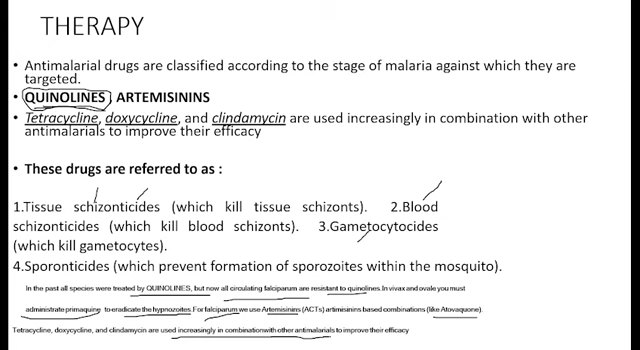 THERAPY
• Antimalarial drugs are classified according to the stage of malaria against which they are
targeted.
• QUINOLINES, ARTEMISININS
• Tetracycline, doxycycline, and clindamycin are used increasingly in combination with other
antimalarials to improve their efficacy
• These drugs are referred to as :
1.Tissue schizonticides (which kill tissue schizonts). 2.Blood
schizonticides (which kill blood schizonts). 3.Gametocytocides
(which kill gametocytes).
4.Sporonticides (which prevent formation of sporozoites within the mosquito).
In the past all species were treated by QUINOLINES, but now all circulating falciparum are resistant to quinolines.In vivax and ovale you must
administrate primaquine to eradicate the hypnozoites.For falciparum we use Artemisinins (ACTs) artimisinins based combinations (like Atovaquone).
Tetracycline, doxycycline, and clindamycin are used increasingly in combinationwith other antimalarials to improve their efficacy